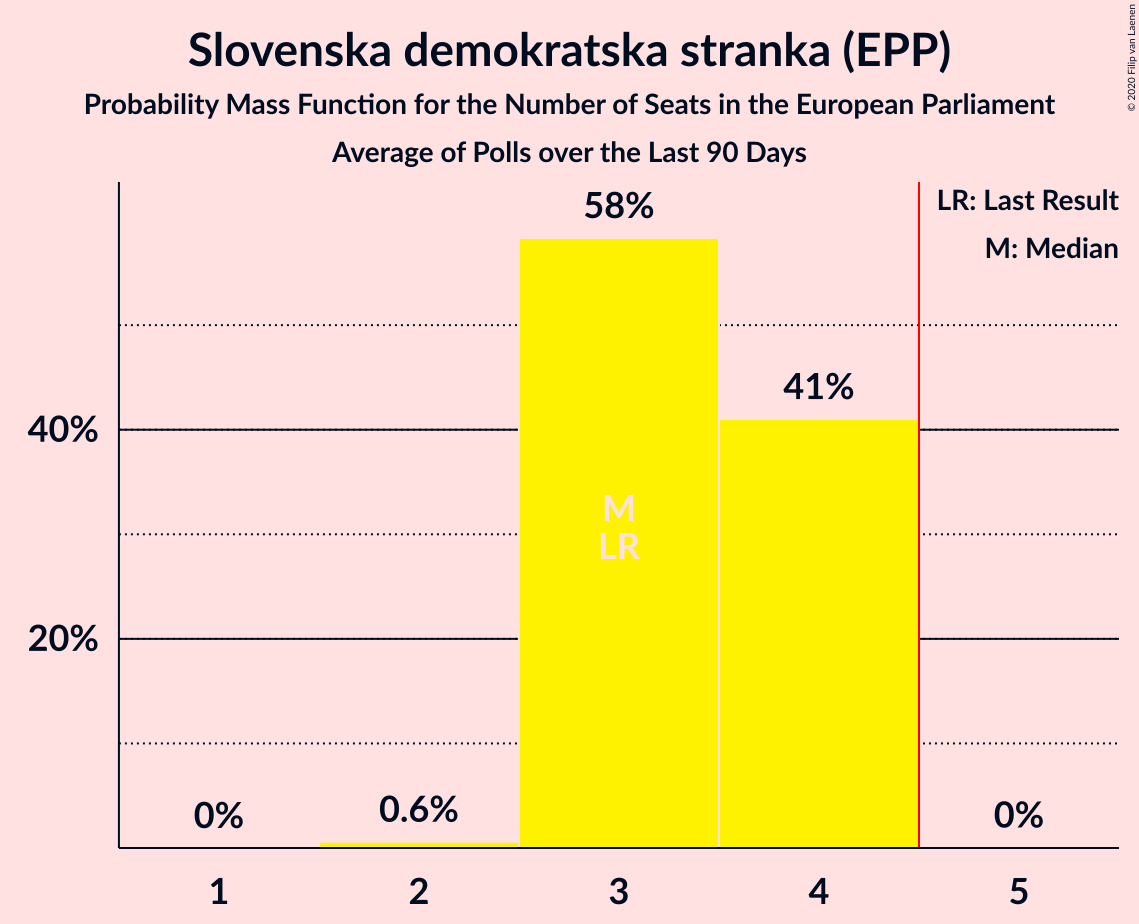 Slovenska demokratska stranka (EPP)
Probability Mass Function for the Number of Seats in the European Parliament
Average of Polls over the Last 90 Days
© 2020 Filip van Laenen
LR: Last Result
M: Median
58%
41%
40%
M
LR
20%
0%
0.6%
0%
1
2
3
4
5